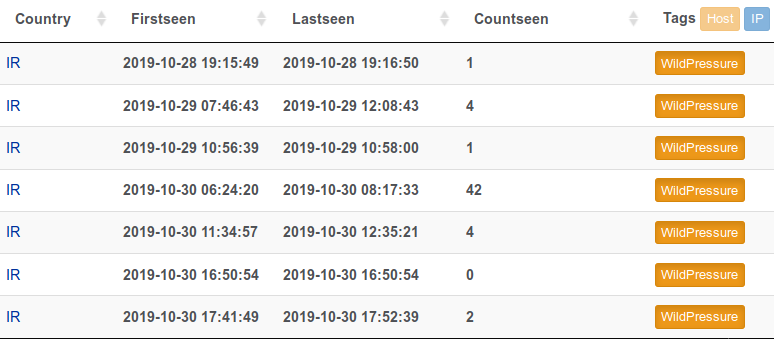 Country Firstseen Lastseen Countseen Tags Host IP
IR 2019-10-28 19:15:49 2019-10-28 19:16:50 1 WildPressure
IR 2019-10-29 07:46:43 2019-10-29 12:08:43 4 WildPressure
IR 2019-10-29 10:56:39 2019-10-29 10:58:00 1 WildPressure
IR 2019-10-30 06:24:20 2019-10-30 08:17:33 42 WildPressure
IR 2019-10-30 11:34:57 2019-10-30 12:35:21 4 WildPressure
IR 2019-10-30 16:50:54 2019-10-30 16:50:54 0 WildPressure
IR 2019-10-30 17:41:49 2019-10-30 17:52:39 2 WildPressure